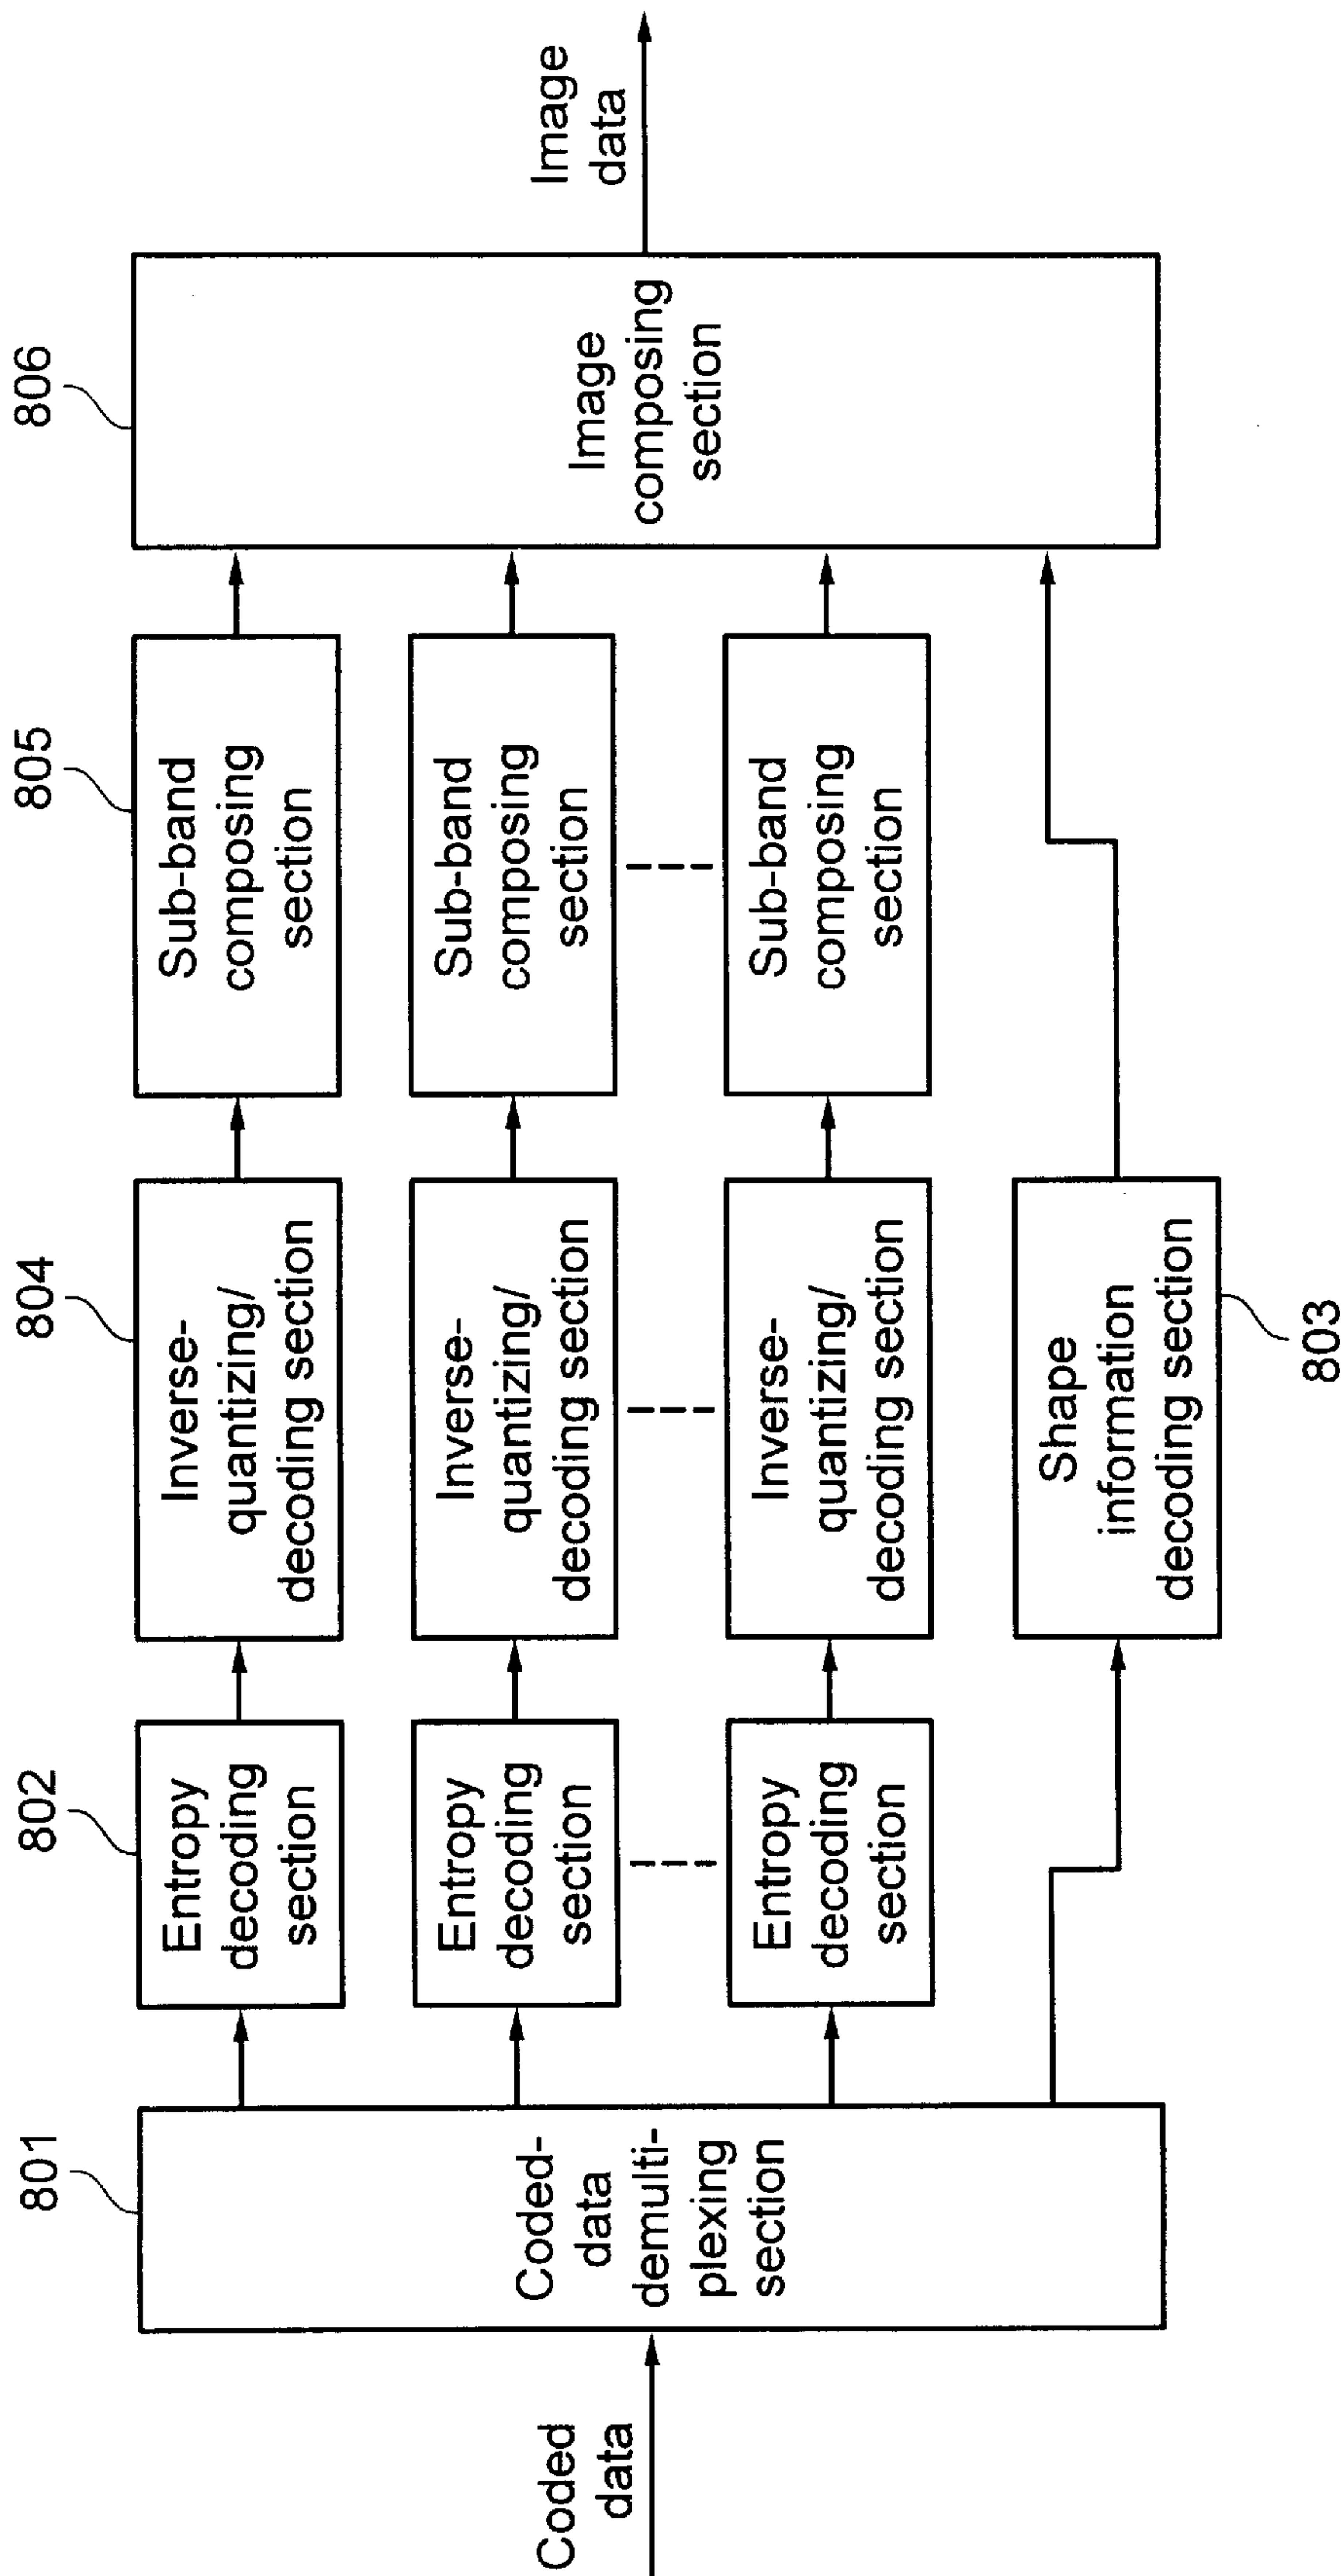 801
802
804
805
806
Coded
data
Coded-
data
demulti-
plexing
section
Entropy
decoding
section
Inverse-
quantizing/
decoding section
Sub-band
composing
section
Entropy
decoding
section
Inverse-
quantizing/
decoding section
Sub-band
composing
section
Entropy
decoding
section
Inverse-
quantizing/
decoding section
Sub-band
composing
section
Shape
information
decoding section
803
Image
composing
section
Image
data